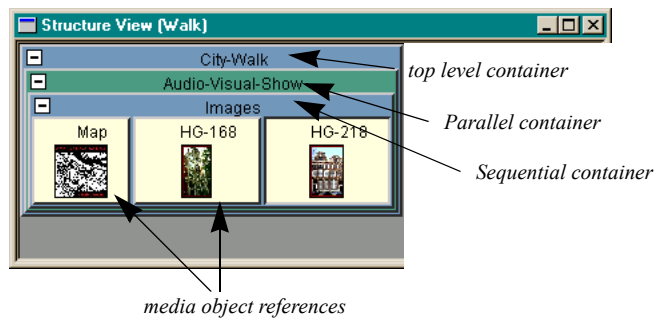 Structure View (Walk)
City-Walk
top level container
Audio-Visual-Show
Images
Parallel container
Map HG-168 HG-218
Sequential container
media object references